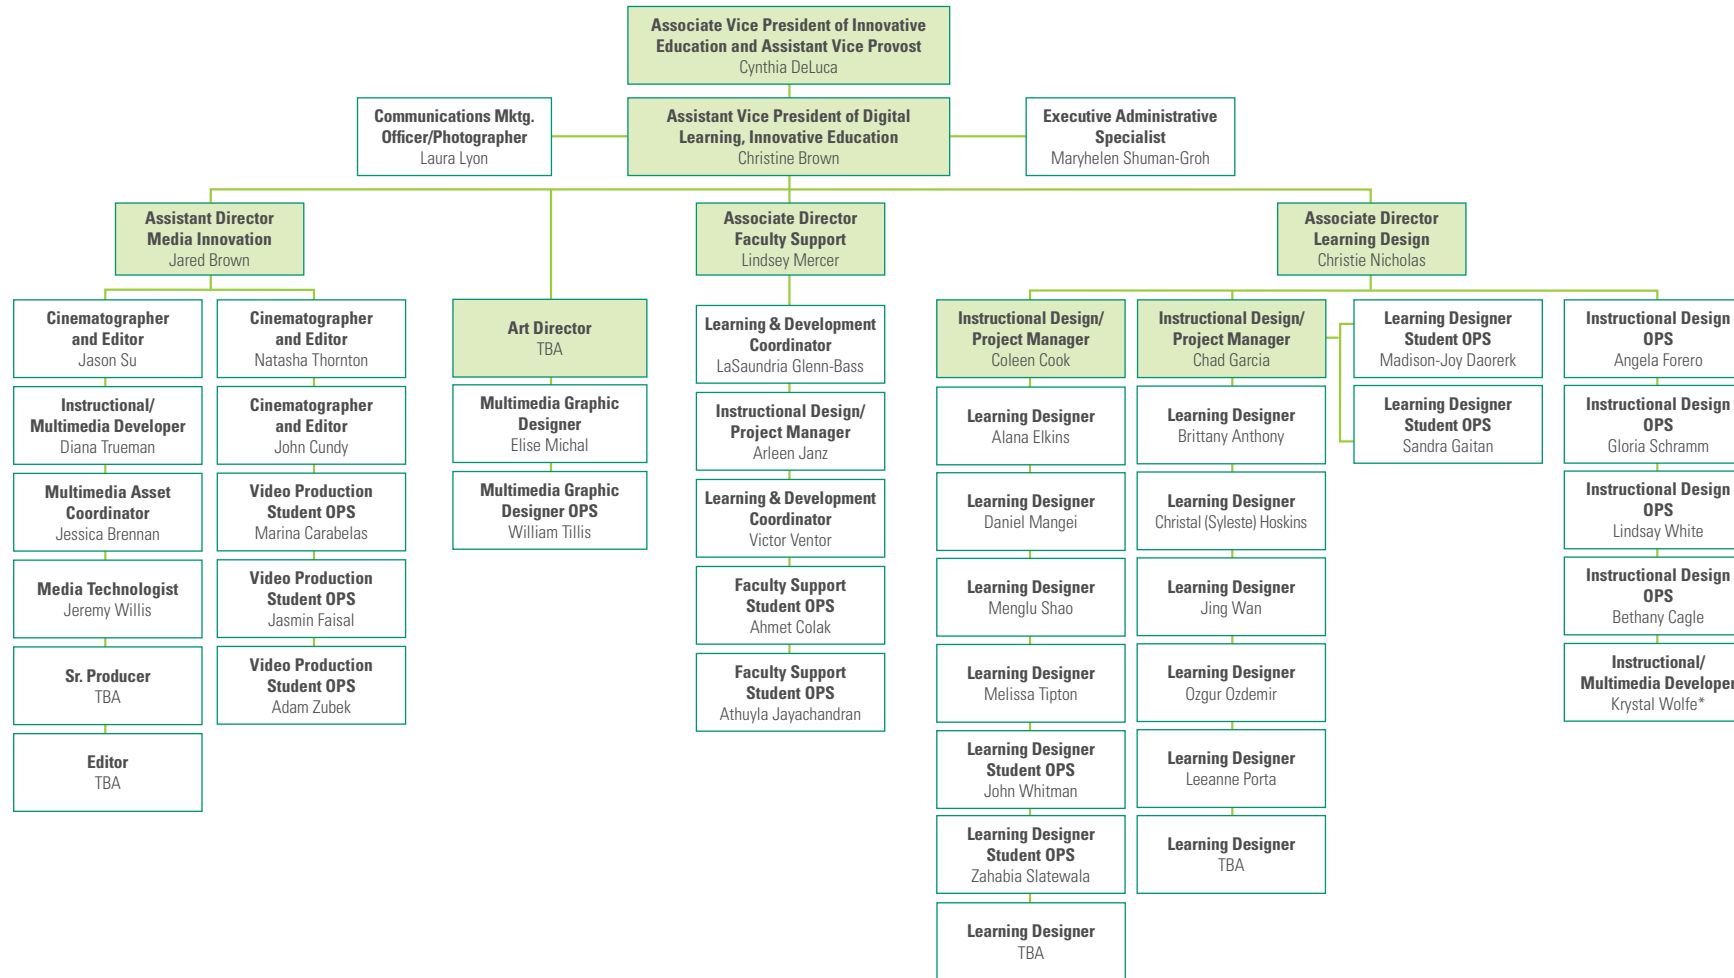 Associate Vice President of Innovative
Education and Assistant Vice Provost
Cynthia DeLuca
Communications Mktg.
Officer/Photographer
Laura Lyon
Assistant Vice President of Digital
Learning, Innovative Education
Christine Brown
Executive Administrative
Specialist
Maryhelen Shuman-Groh
Assistant Director
Media Innovation
Jared Brown
Associate Director
Faculty Support
Lindsey Mercer
Associate Director
Learning Design
Christie Nicholas
Cinematographer
and Editor
Jason Su
Instructional/
Multimedia Developer
Diana Trueman
Multimedia Asset
Coordinator
Jessica Brennan
Media Technologist
Jeremy Willis
Sr. Producer
TBA
Editor
TBA
Cinematographer
and Editor
Natasha Thornton
Cinematographer
and Editor
John Cundy
Video Production
Student OPS
Marina Carabelas
Video Production
Student OPS
Jasmin Faisal
Video Production
Student OPS
Adam Zubek
Art Director
TBA
Multimedia Graphic
Designer
Elise Michal
Multimedia Graphic
Designer OPS
William Tillis
Learning & Development
Coordinator
LaSaundria Glenn-Bass
Instructional Design/
Project Manager
Arleen Janz
Learning & Development
Coordinator
Victor Ventor
Faculty Support
Student OPS
Ahmet Colak
Faculty Support
Student OPS
Athuyla Jayachandran
Instructional Design/
Project Manager
Coleen Cook
Learning Designer
Alana Elkins
Learning Designer
Daniel Mangei
Learning Designer
Menglu Shao
Learning Designer
Melissa Tipton
Learning Designer
Student OPS
John Whitman
Learning Designer
Student OPS
Zahabia Slatewala
Learning Designer
TBA
Instructional Design/
Project Manager
Chad Garcia
Learning Designer
Brittany Anthony
Learning Designer
Christal (Syleste) Hoskins
Learning Designer
Jing Wan
Learning Designer
Ozgur Ozdemir
Learning Designer
Leeanne Porta
Learning Designer
TBA
Learning Designer
Student OPS
Madison-Joy Daorerk
Learning Designer
Student OPS
Sandra Gaitan
Instructional Design
OPS
Angela Forero
Instructional Design
OPS
Gloria Schramm
Instructional Design
OPS
Lindsay White
Instructional Design
OPS
Bethany Cagle
Instructional/
Multimedia Developer
Krystal Wolfe*